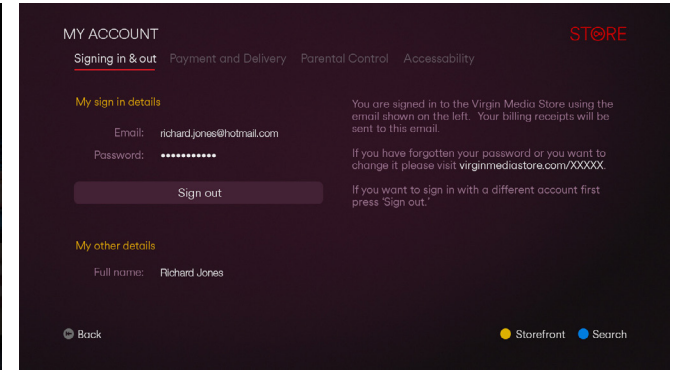 MY ACCOUNT
STORE
Signing in & out Payment and Delivery Parental Control Accessability
My sign in details
Email: richard.jones@hotmail.com
Password: •••••••••••
Sign out
My other details
Full name: Richard Jones
You are signed in to the Virgin Media Store using the
email shown on the left. Your billing receipts will be
sent to this email.
If you have forgotten your password or you want to
change it please visit virginmediastore.com/XXXXX.
If you want to sign in with a different account first
press 'Sign out.'
Back
Storefront Search